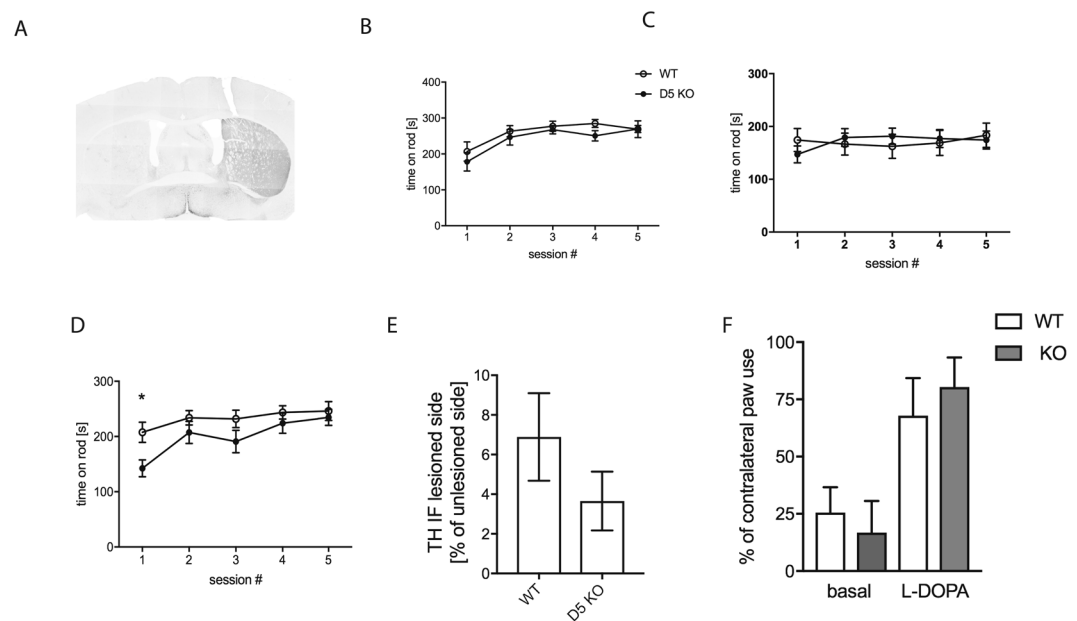 A
B
C
400
300
200
100
0
time on rod [s]
1 2 3 4 5
session #
WT
D5 KO
300
200
100
0
time on rod [s]
1 2 3 4 5
session #
D
E
F
300
200
100
0
time on rod [s]
*
1 2 3 4 5
session #
10
8
6
4
2
0
TH IF lesioned side
[% of unlesioned side]
WT
D5 KO
100
75
50
25
0
% of contralateral paw use
basal L-DOPA
WT
KO